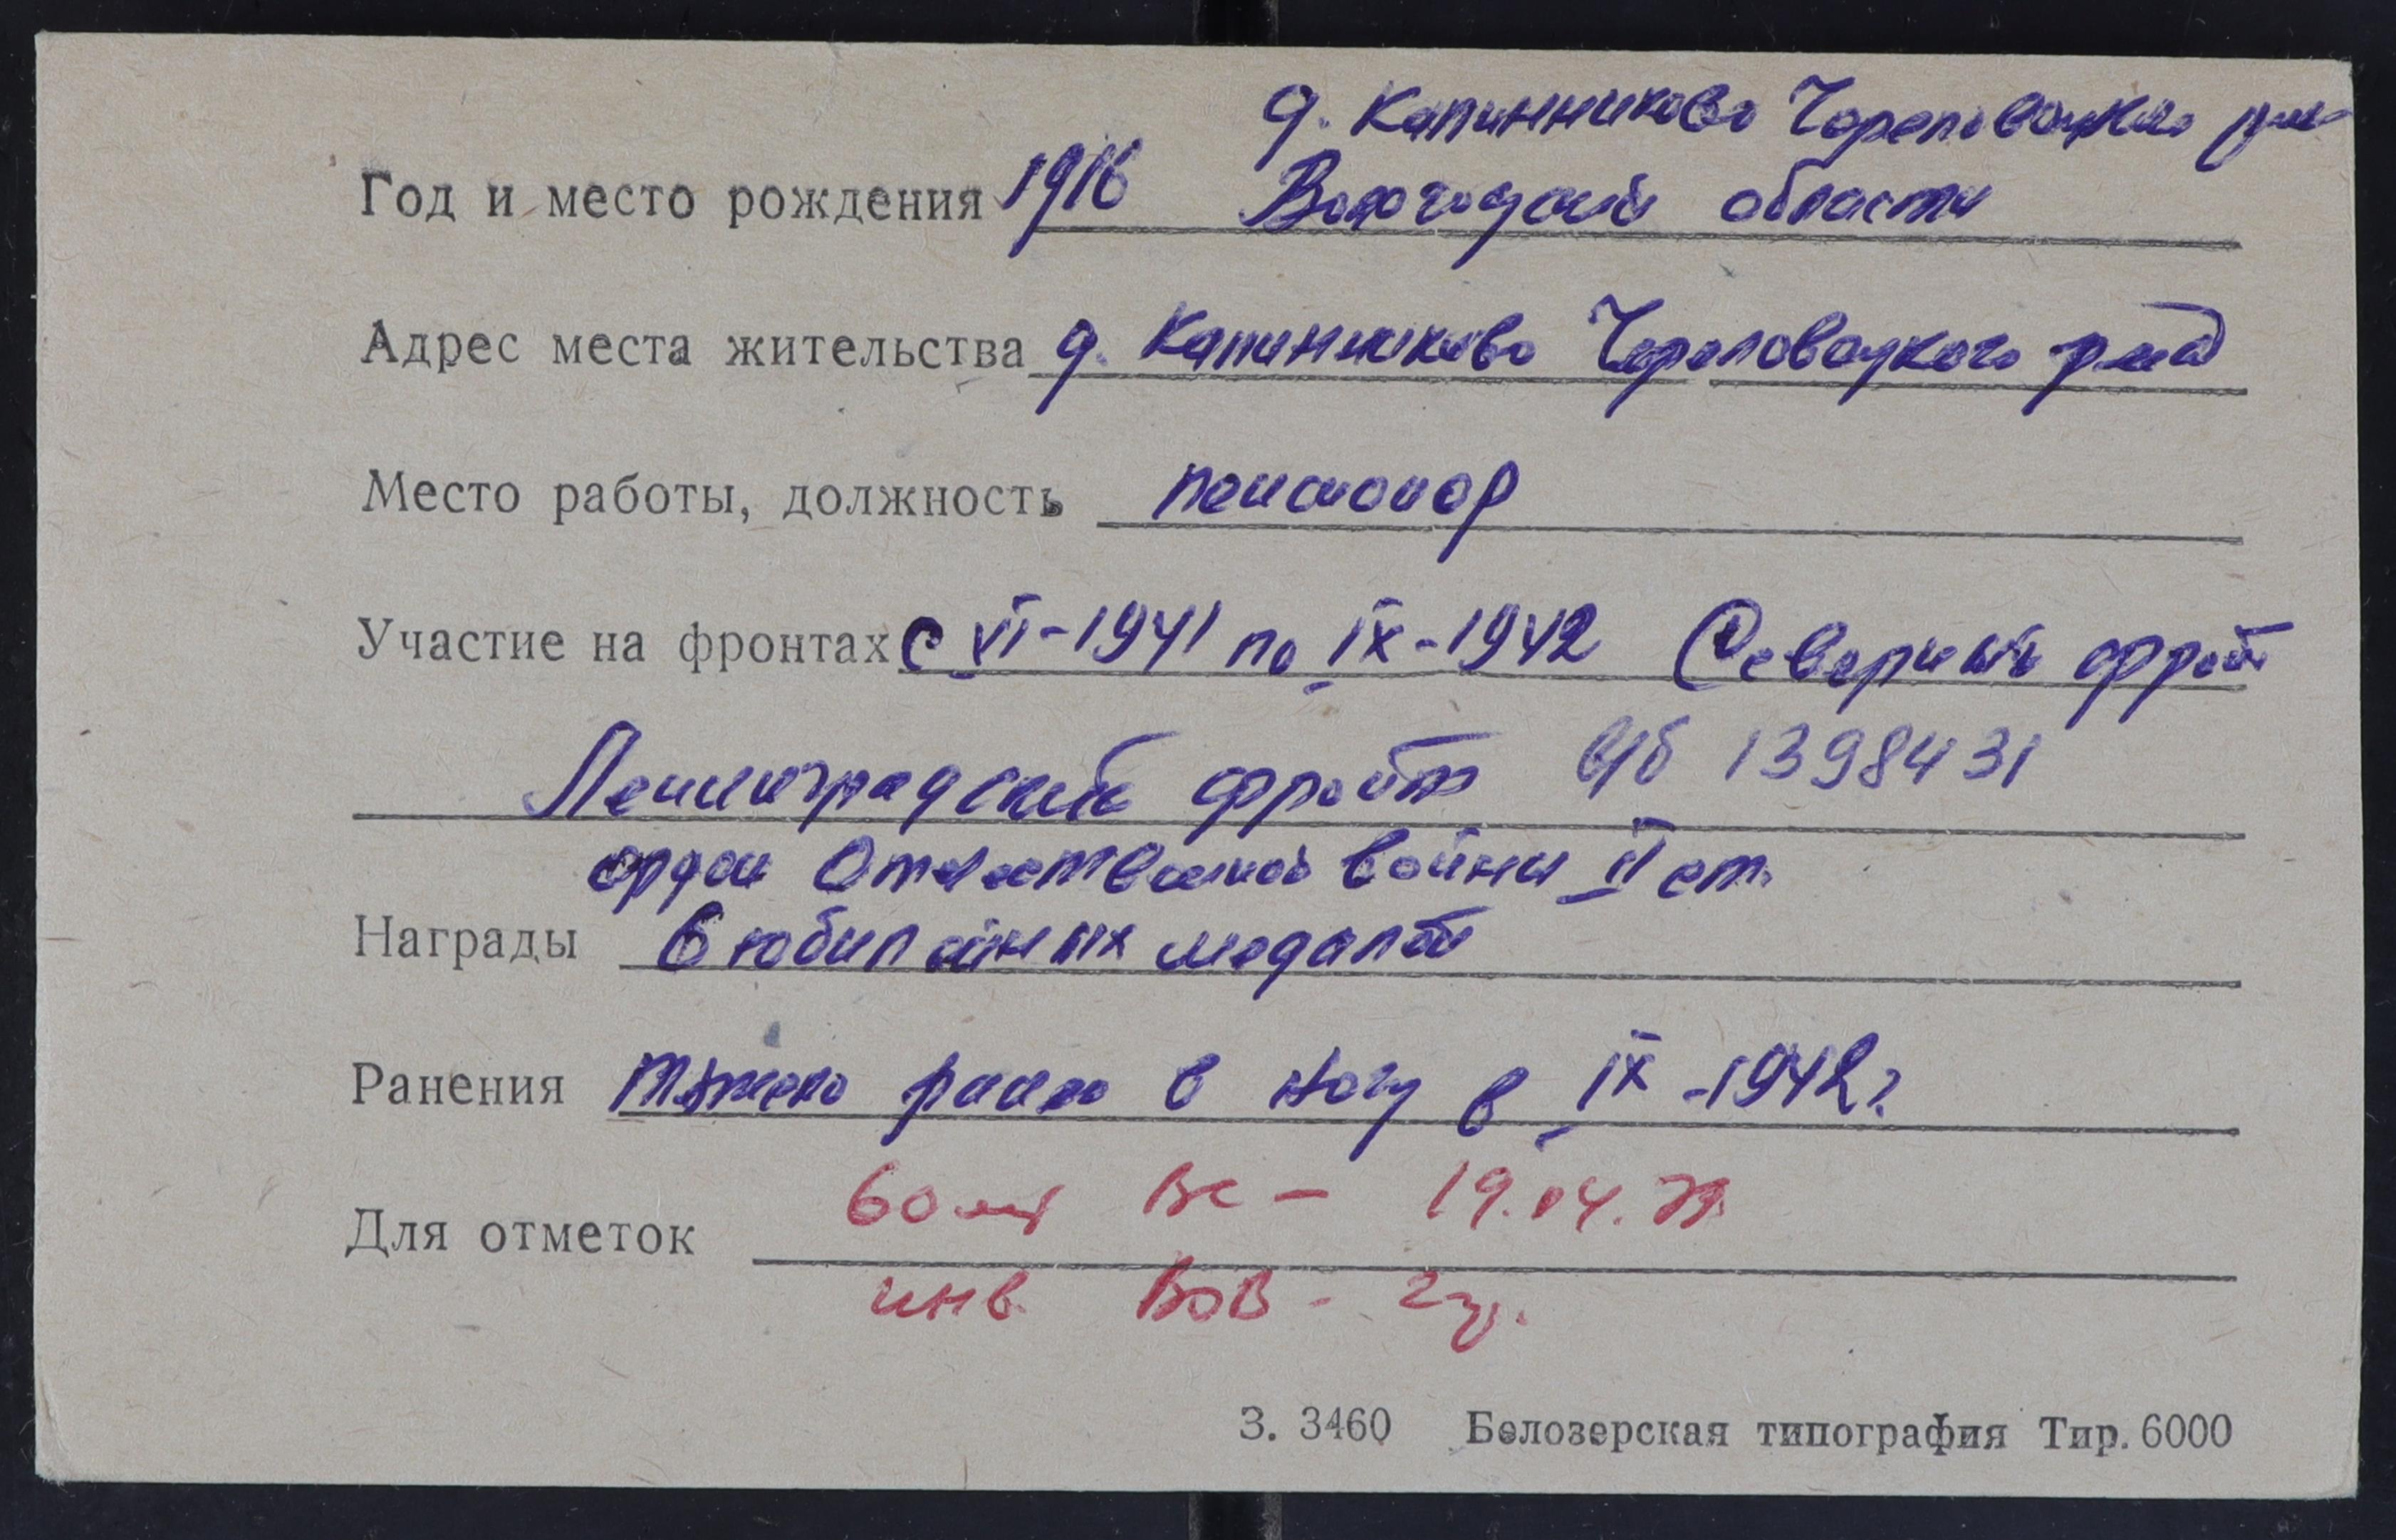 д. Капинниково Череповецкого р-на
Год и место рождения 1916 Вологодской области
Адрес места жительства д. Капинниково Череповецкого р-на
Место работы, должность пенсионер
Участие на фронтах с VI-1941 по IX-1942 Северный фронт
Ленинградский фронт 1398431
орден Отечественной войны II ст.
Награды 6 юбилейных медалей
Ранения тяжело ранен в ногу в IX-1942 г.
Для отметок 60 лет ВС - 19.04.
инв. ВОВ - 2 гр.
З. 3460 Белозерская типография Тир. 6000